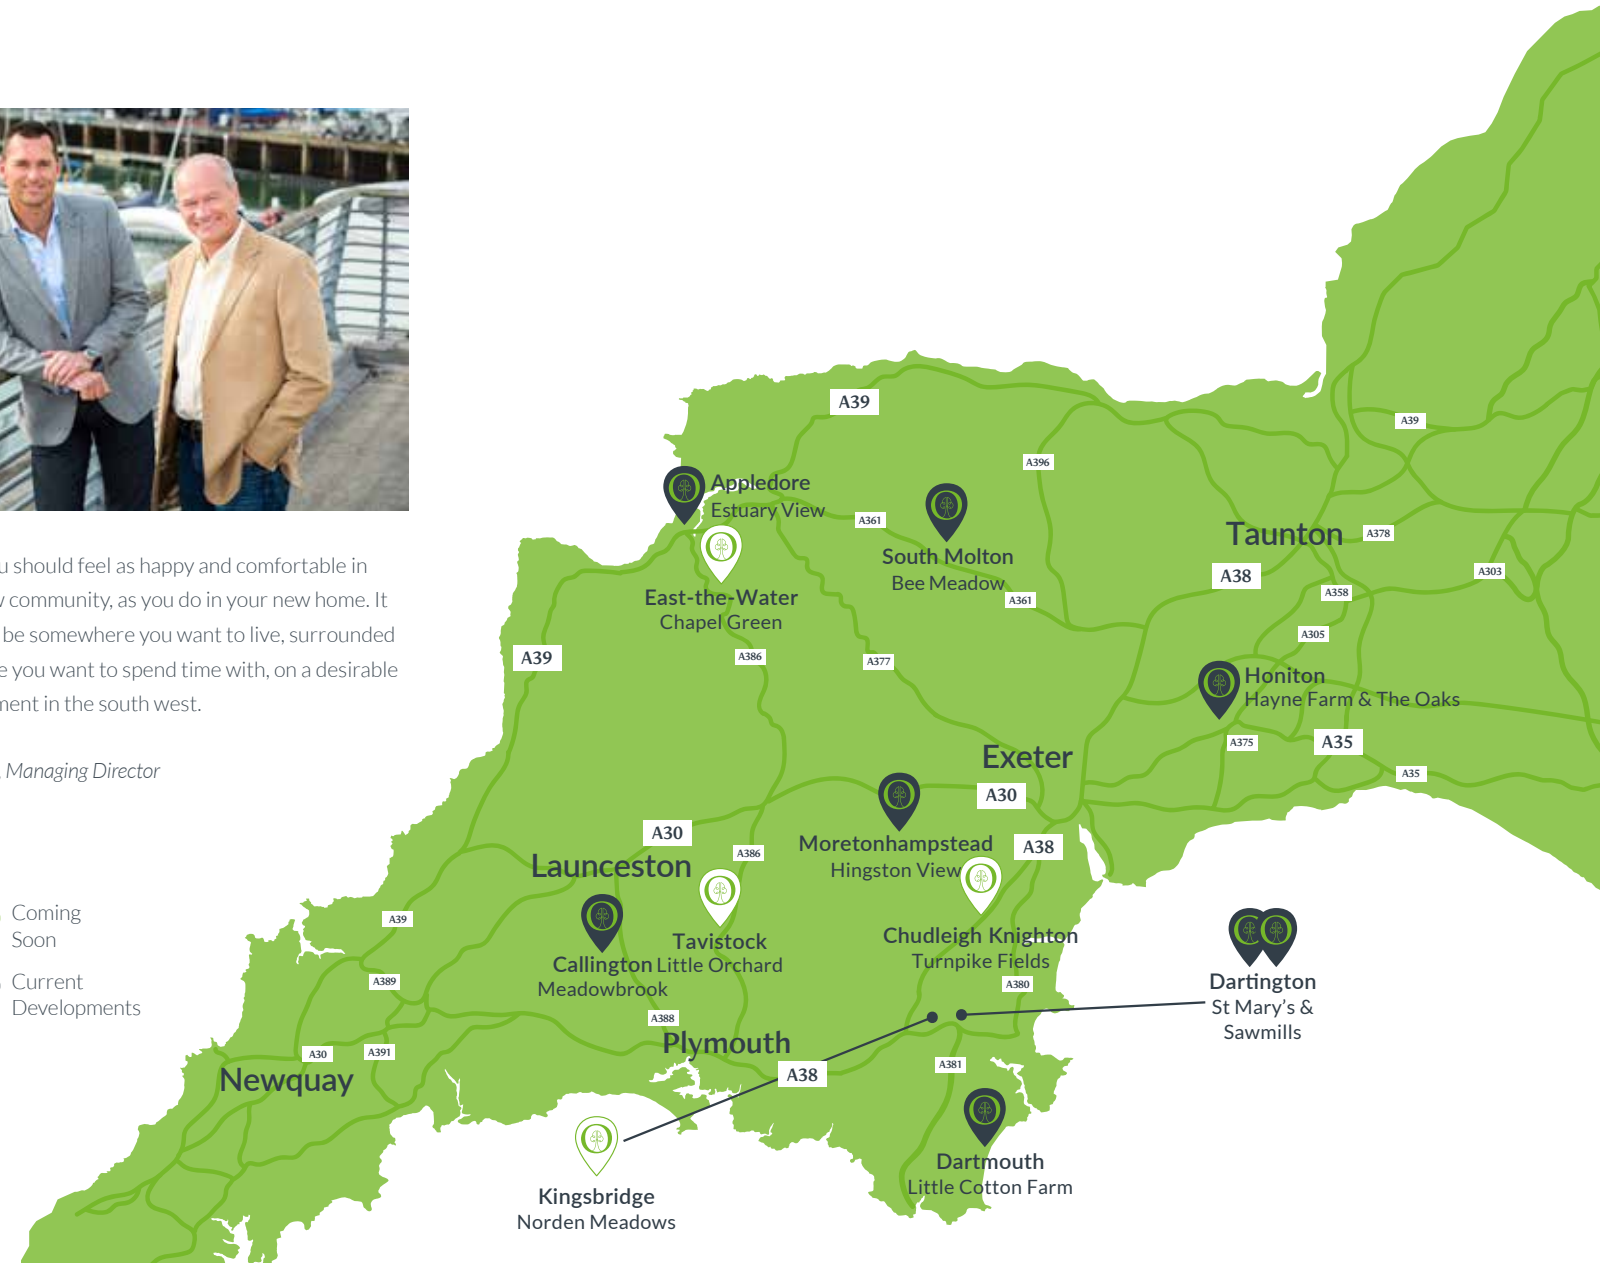 u should feel as happy and comfortable in
community, as you do in your new home. It
be somewhere you want to live, surrounded
e you want to spend time with, on a desirable
ment in the south west.
Managing Director
Coming
Soon
Current
Developments
A39
A39
A396
Appledore
Estuary View
A361
South Molton
Bee Meadow
A361
Taunton
A378
A38
A303
A358
A305
East-the-Water
Chapel Green
A39
A386
A377
Honiton
Hayne Farm & The Oaks
A375
A35
A35
Exeter
A30
A30
Launceston
A386
Moretonhampstead
Hingston View
A38
A39
Tavistock
Little Orchard
Callington
Meadowbrook
Chudleigh Knighton
Turnpike Fields
A380
Dartington
St Mary's &
Sawmills
A389
A388
Plymouth
A38
A381
A30
A391
Newquay
Dartmouth
Little Cotton Farm
Kingsbridge
Norden Meadows